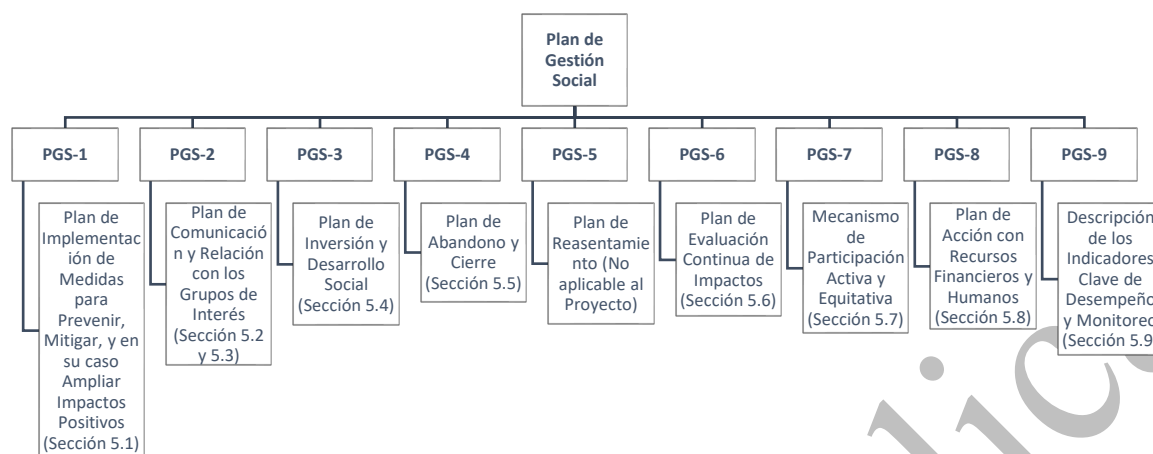 Plan de
Gestión
Social
PGS-1
PGS-2
PGS-3
PGS-4
PGS-5
PGS-6
PGS-7
PGS-8
PGS-9
Plan de
Implementac
ión de
Medidas
para
Prevenir,
Mitigar, y en
su caso
Ampliar
Impactos
Positivos
(Sección 5.1)
Plan de
Comunicació
n y Relación
con los
Grupos de
Interés
(Sección 5.2
y 5.3)
Plan de
Inversión y
Desarrollo
Social
(Sección 5.4)
Plan de
Abandono y
Cierre
(Sección 5.5)
Plan de
Reasentamie
nto (No
aplicable al
Proyecto)
Plan de
Evaluación
Continua de
Impactos
(Sección 5.6)
Mecanismo
de
Participación
Activa y
Equitativa
(Sección 5.7)
Plan de
Acción con
Recursos
Financieros y
Humanos
(Sección 5.8)
Descripción
de los
Indicadores
Clave de
Desempeño
y Monitoreo
(Sección 5.9